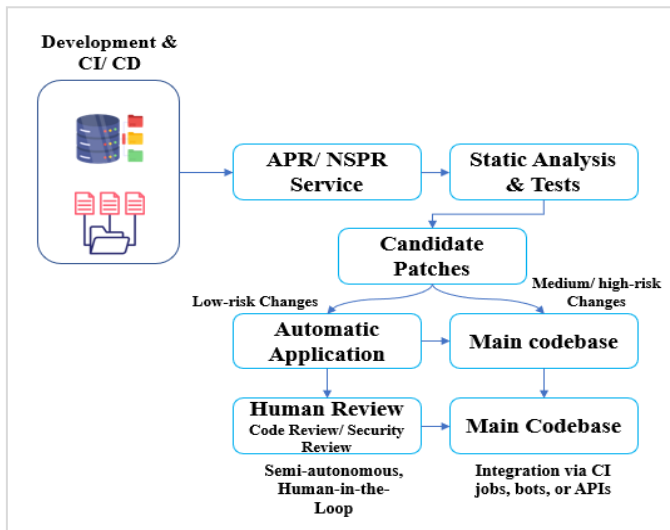 Development &
CI/ CD
APR/ NSPR
Service
Static Analysis
& Tests
Candidate
Patches
Low-risk Changes
Medium/ high-risk
Changes
Automatic
Application
Main codebase
Human Review
Code Review/ Security
Review
Main Codebase
Semi-autonomous,
Human-in-the-
Loop
Integration via CI
jobs, bots, or APIs